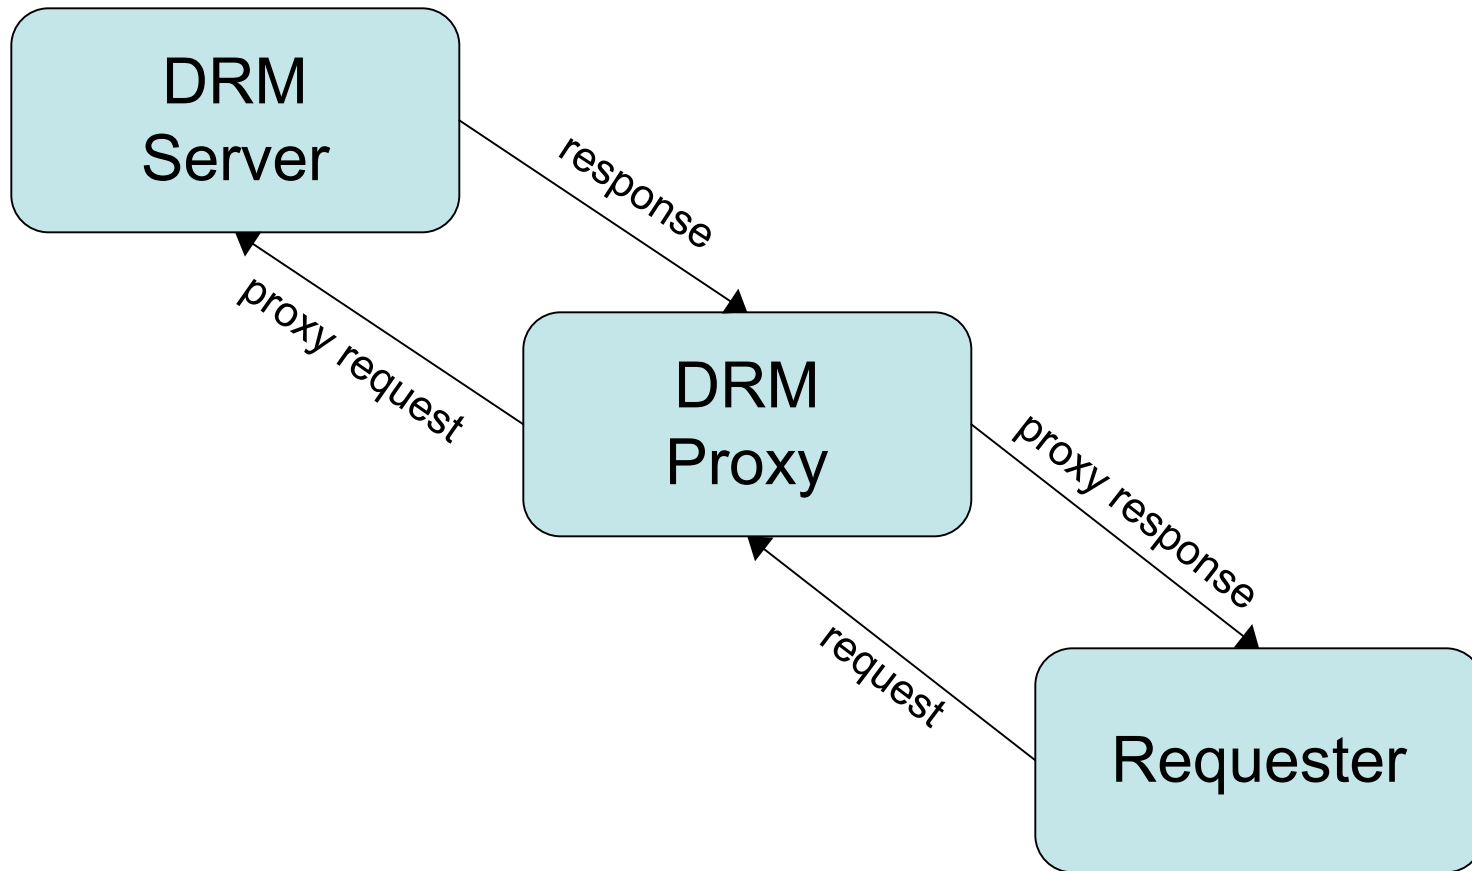 DRM
Server
response
proxy request
DRM
Proxy
proxy response
request
Requester